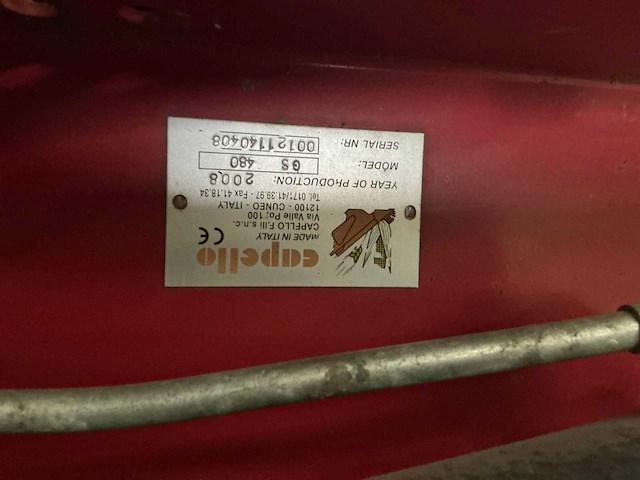 capello
MADE IN ITALY
CAPELLO F.lli s.n.c. CE
Via Valle Po, 100
12100 - CUNEO - ITALY
Tel. 0171/41.39.97 - Fax 41.18.34
YEAR OF PRODUCTION: 2008
MODEL: GS 480
SERIAL NR: 00121140408